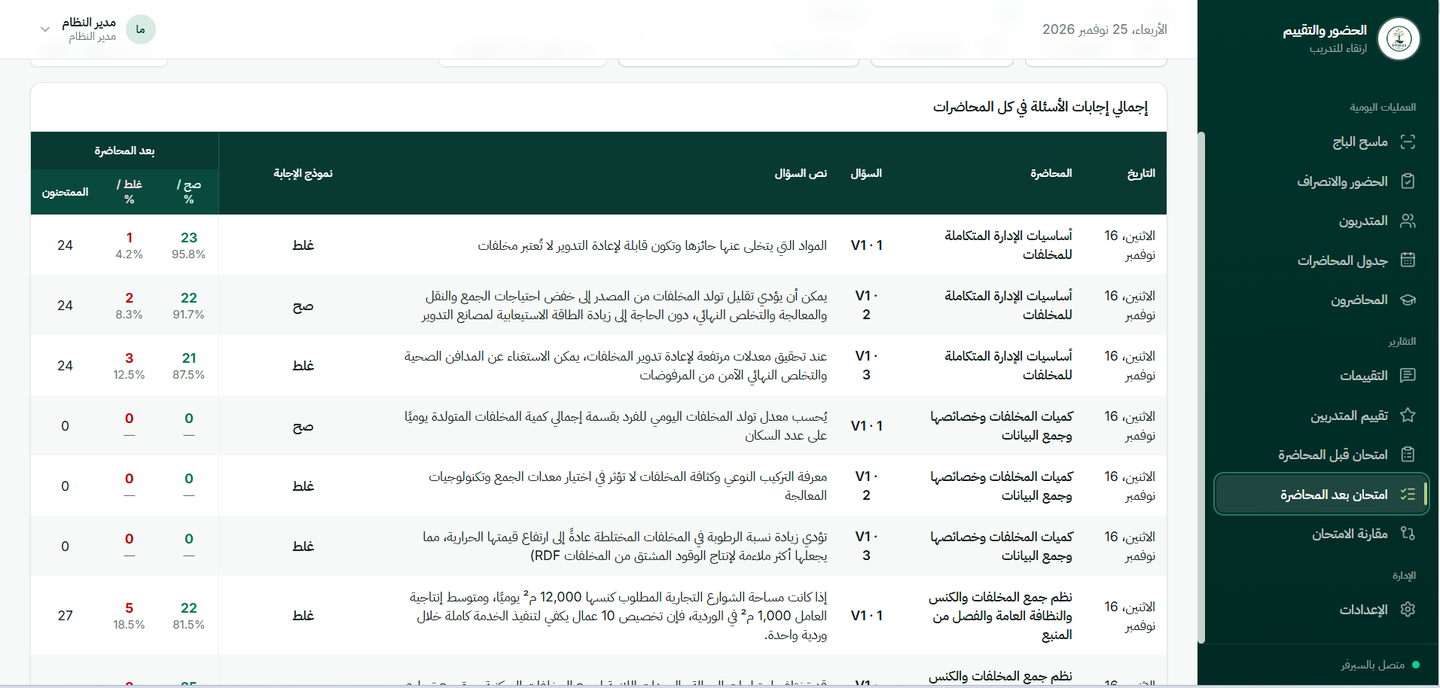 الحضور والتقييم
ارتقاء للتدريب
العمليات اليومية
ماسح الباج
الحضور والانصراف
المتدربون
جدول المحاضرات
المحاضرون
التقارير
التقييمات
تقييم المتدربين
امتحان قبل المحاضرة
امتحان بعد المحاضرة
مقارنة الامتحان
الإدارة
الإعدادات
متصل بالسيرفر
الأربعاء، 25 نوفمبر 2026
ما
مدير النظام
مدير النظام
إجمالي إجابات الأسئلة في كل المحاضرات
التاريخ المحاضرة السؤال نص السؤال نموذج الإجابة بعد المحاضرة
صح / % غلط / % الممتحنون
الاثنين، 16 نوفمبر
أساسيات الإدارة المتكاملة للمخلفات
V1 · 1
المواد التي يتخلى عنها حائزها وتكون قابلة لإعادة التدوير لا تُعتبر مخلفات
غلط
23 1 24
95.8% 4.2%
الاثنين، 16 نوفمبر
أساسيات الإدارة المتكاملة للمخلفات
V1 · 2
يمكن أن يؤدي تقليل تولد المخلفات من المصدر إلى خفض احتياجات الجمع والنقل
والمعالجة والتخلص النهائي، دون الحاجة إلى زيادة الطاقة الاستيعابية لمصانع التدوير
صح
22 2 24
91.7% 8.3%
الاثنين، 16 نوفمبر
أساسيات الإدارة المتكاملة للمخلفات
V1 · 3
عند تحقيق معدلات مرتفعة لإعادة تدوير المخلفات، يمكن الاستغناء عن المدافن الصحية
والتخلص النهائي الآمن من المرفوضات
غلط
21 3 24
87.5% 12.5%
الاثنين، 16 نوفمبر
كميات المخلفات وخصائصها وجمع البيانات
V1 · 1
يُحسب معدل تولد المخلفات اليومي للفرد بقسمة إجمالي كمية المخلفات المتولدة يوميًا
على عدد السكان
صح
0 0 0
— —
الاثنين، 16 نوفمبر
كميات المخلفات وخصائصها وجمع البيانات
V1 · 2
معرفة التركيب النوعي وكثافة المخلفات لا تؤثر في اختيار معدات الجمع وتكنولوجيات
المعالجة
غلط
0 0 0
— —
الاثنين، 16 نوفمبر
كميات المخلفات وخصائصها وجمع البيانات
V1 · 3
تؤدي زيادة نسبة الرطوبة في المخلفات المختلطة عادةً إلى ارتفاع قيمتها الحرارية، مما
يجعلها أكثر ملاءمة لإنتاج الوقود المشتق من المخلفات RDF)
غلط
0 0 0
— —
الاثنين، 16 نوفمبر
نظم جمع المخلفات والكنس والنظافة العامة والفصل من المنبع
V1 · 1
إذا كانت مساحة الشوارع التجارية المطلوب كنسها 12,000 م² يوميًا، ومتوسط إنتاجية
العامل 1,000 م² في الوردية، فإن تخصيص 10 عمال يكفي لتنفيذ الخدمة كاملة خلال
وردية واحدة.
غلط
22 5 27
81.5% 18.5%
الاثنين، 16
نظم جمع المخلفات والكنس
V1 ·